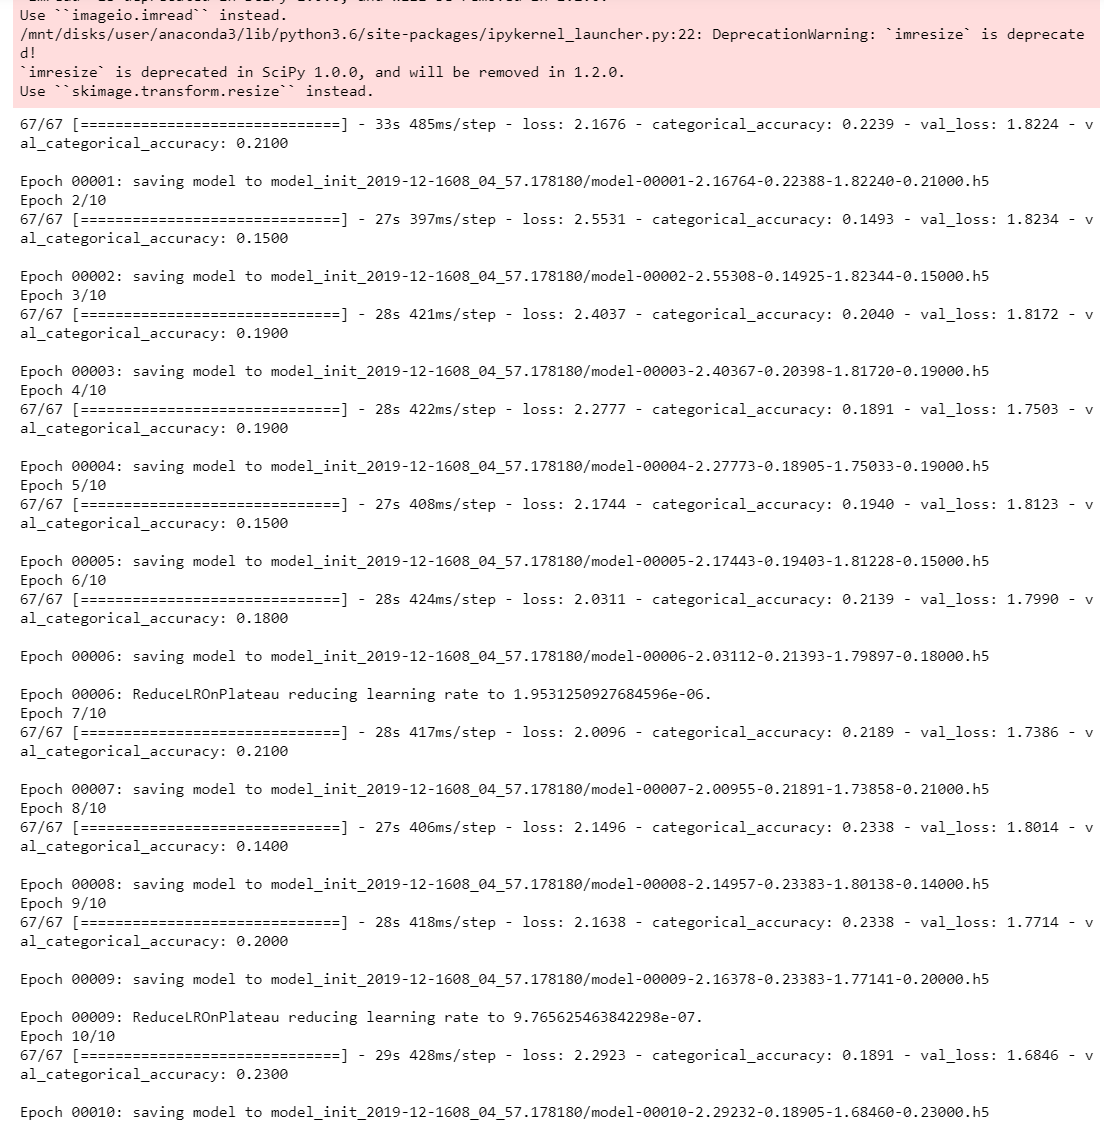 `imread` is deprecated in SciPy 1.0.0, and will be removed in 1.2.0.
Use ``imageio.imread`` instead.
/mnt/disks/user/anaconda3/lib/python3.6/site-packages/ipykernel_launcher.py:22: DeprecationWarning: `imresize` is deprecate
d!
`imresize` is deprecated in SciPy 1.0.0, and will be removed in 1.2.0.
Use ``skimage.transform.resize`` instead.
67/67 [==============================] - 33s 485ms/step - loss: 2.1676 - categorical_accuracy: 0.2239 - val_loss: 1.8224 - v
al_categorical_accuracy: 0.2100
Epoch 00001: saving model to model_init_2019-12-1608_04_57.178180/model-00001-2.16764-0.22388-1.82240-0.21000.h5
Epoch 2/10
67/67 [==============================] - 27s 397ms/step - loss: 2.5531 - categorical_accuracy: 0.1493 - val_loss: 1.8234 - v
al_categorical_accuracy: 0.1500
Epoch 00002: saving model to model_init_2019-12-1608_04_57.178180/model-00002-2.55308-0.14925-1.82344-0.15000.h5
Epoch 3/10
67/67 [==============================] - 28s 421ms/step - loss: 2.4037 - categorical_accuracy: 0.2040 - val_loss: 1.8172 - v
al_categorical_accuracy: 0.1900
Epoch 00003: saving model to model_init_2019-12-1608_04_57.178180/model-00003-2.40367-0.20398-1.81720-0.19000.h5
Epoch 4/10
67/67 [==============================] - 28s 422ms/step - loss: 2.2777 - categorical_accuracy: 0.1891 - val_loss: 1.7503 - v
al_categorical_accuracy: 0.1900
Epoch 00004: saving model to model_init_2019-12-1608_04_57.178180/model-00004-2.27773-0.18905-1.75033-0.19000.h5
Epoch 5/10
67/67 [==============================] - 27s 408ms/step - loss: 2.1744 - categorical_accuracy: 0.1940 - val_loss: 1.8123 - v
al_categorical_accuracy: 0.1500
Epoch 00005: saving model to model_init_2019-12-1608_04_57.178180/model-00005-2.17443-0.19403-1.81228-0.15000.h5
Epoch 6/10
67/67 [==============================] - 28s 424ms/step - loss: 2.0311 - categorical_accuracy: 0.2139 - val_loss: 1.7990 - v
al_categorical_accuracy: 0.1800
Epoch 00006: saving model to model_init_2019-12-1608_04_57.178180/model-00006-2.03112-0.21393-1.79897-0.18000.h5
Epoch 00006: ReduceLROnPlateau reducing learning rate to 1.9531250927684596e-06.
Epoch 7/10
67/67 [==============================] - 28s 417ms/step - loss: 2.0096 - categorical_accuracy: 0.2189 - val_loss: 1.7386 - v
al_categorical_accuracy: 0.2100
Epoch 00007: saving model to model_init_2019-12-1608_04_57.178180/model-00007-2.00955-0.21891-1.73858-0.21000.h5
Epoch 8/10
67/67 [==============================] - 27s 406ms/step - loss: 2.1496 - categorical_accuracy: 0.2338 - val_loss: 1.8014 - v
al_categorical_accuracy: 0.1400
Epoch 00008: saving model to model_init_2019-12-1608_04_57.178180/model-00008-2.14957-0.23383-1.80138-0.14000.h5
Epoch 9/10
67/67 [==============================] - 28s 418ms/step - loss: 2.1638 - categorical_accuracy: 0.2338 - val_loss: 1.7714 - v
al_categorical_accuracy: 0.2000
Epoch 00009: saving model to model_init_2019-12-1608_04_57.178180/model-00009-2.16378-0.23383-1.77141-0.20000.h5
Epoch 00009: ReduceLROnPlateau reducing learning rate to 9.765625463842298e-07.
Epoch 10/10
67/67 [==============================] - 29s 428ms/step - loss: 2.2923 - categorical_accuracy: 0.1891 - val_loss: 1.6846 - v
al_categorical_accuracy: 0.2300
Epoch 00010: saving model to model_init_2019-12-1608_04_57.178180/model-00010-2.29232-0.18905-1.68460-0.23000.h5